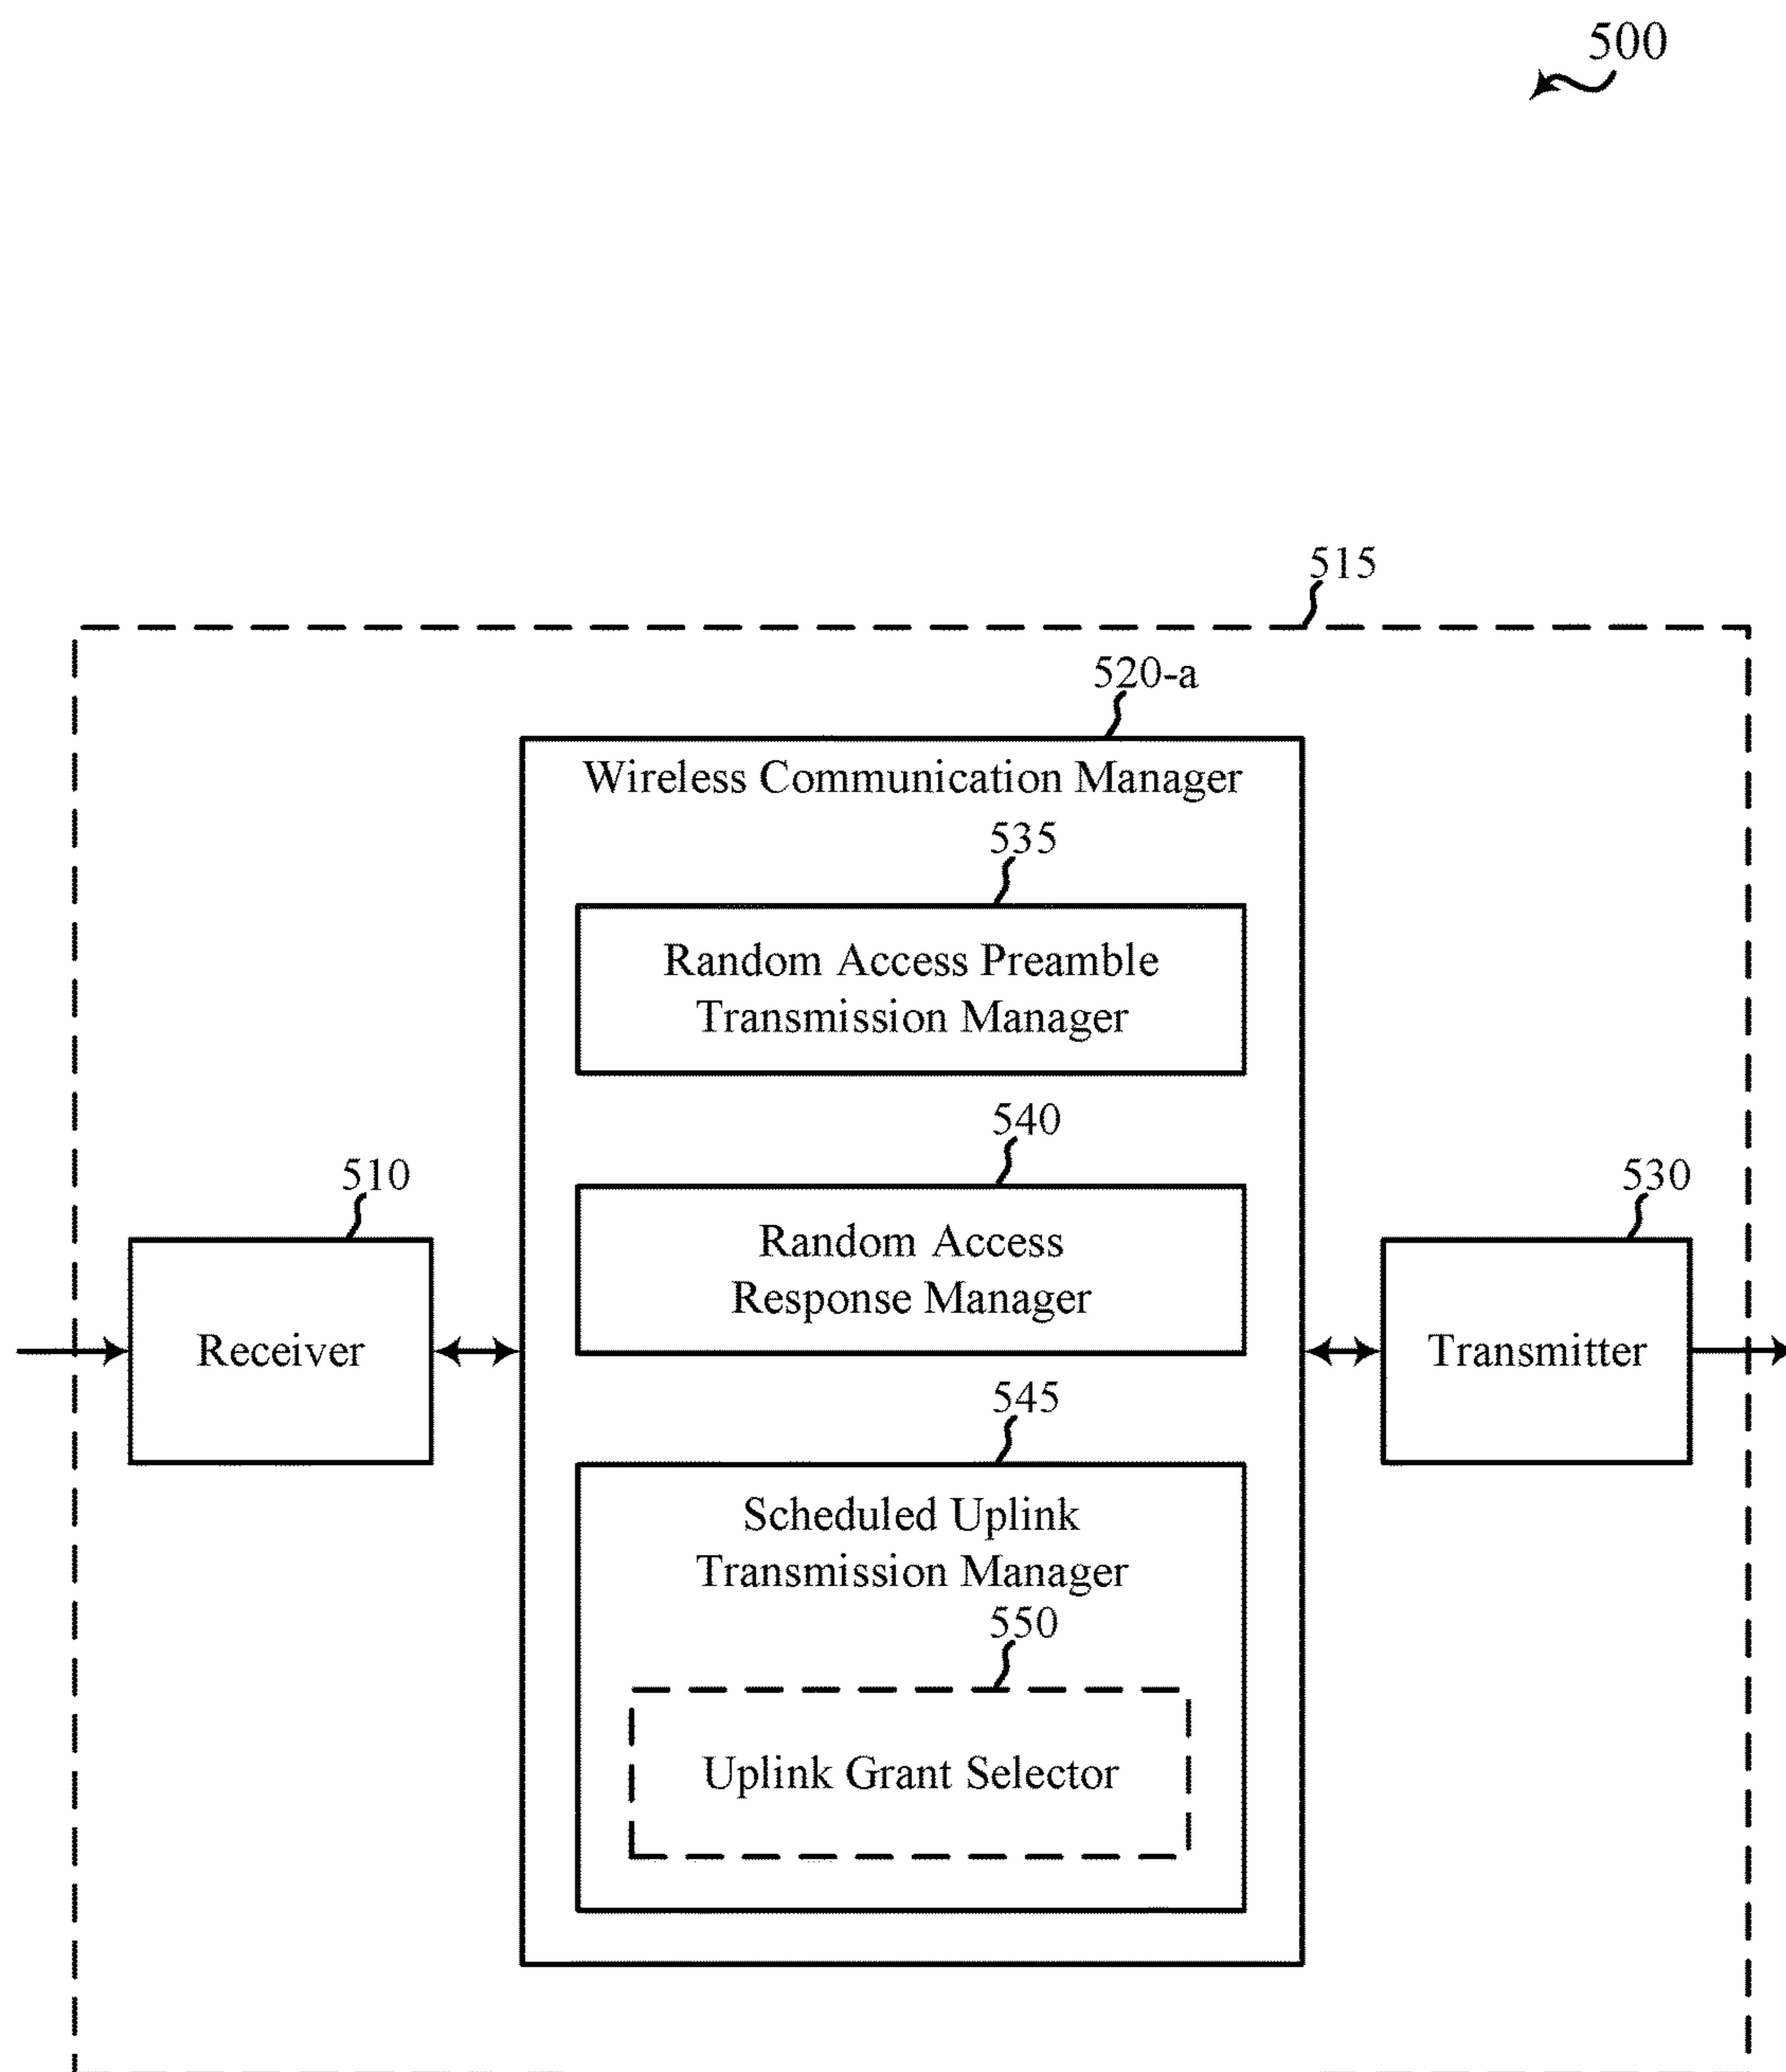 500
515
520-a
Wireless Communication Manager
535
Random Access Preamble
Transmission Manager
540
Random Access
Response Manager
510
Receiver
530
Transmitter
545
Scheduled Uplink
Transmission Manager
550
Uplink Grant Selector